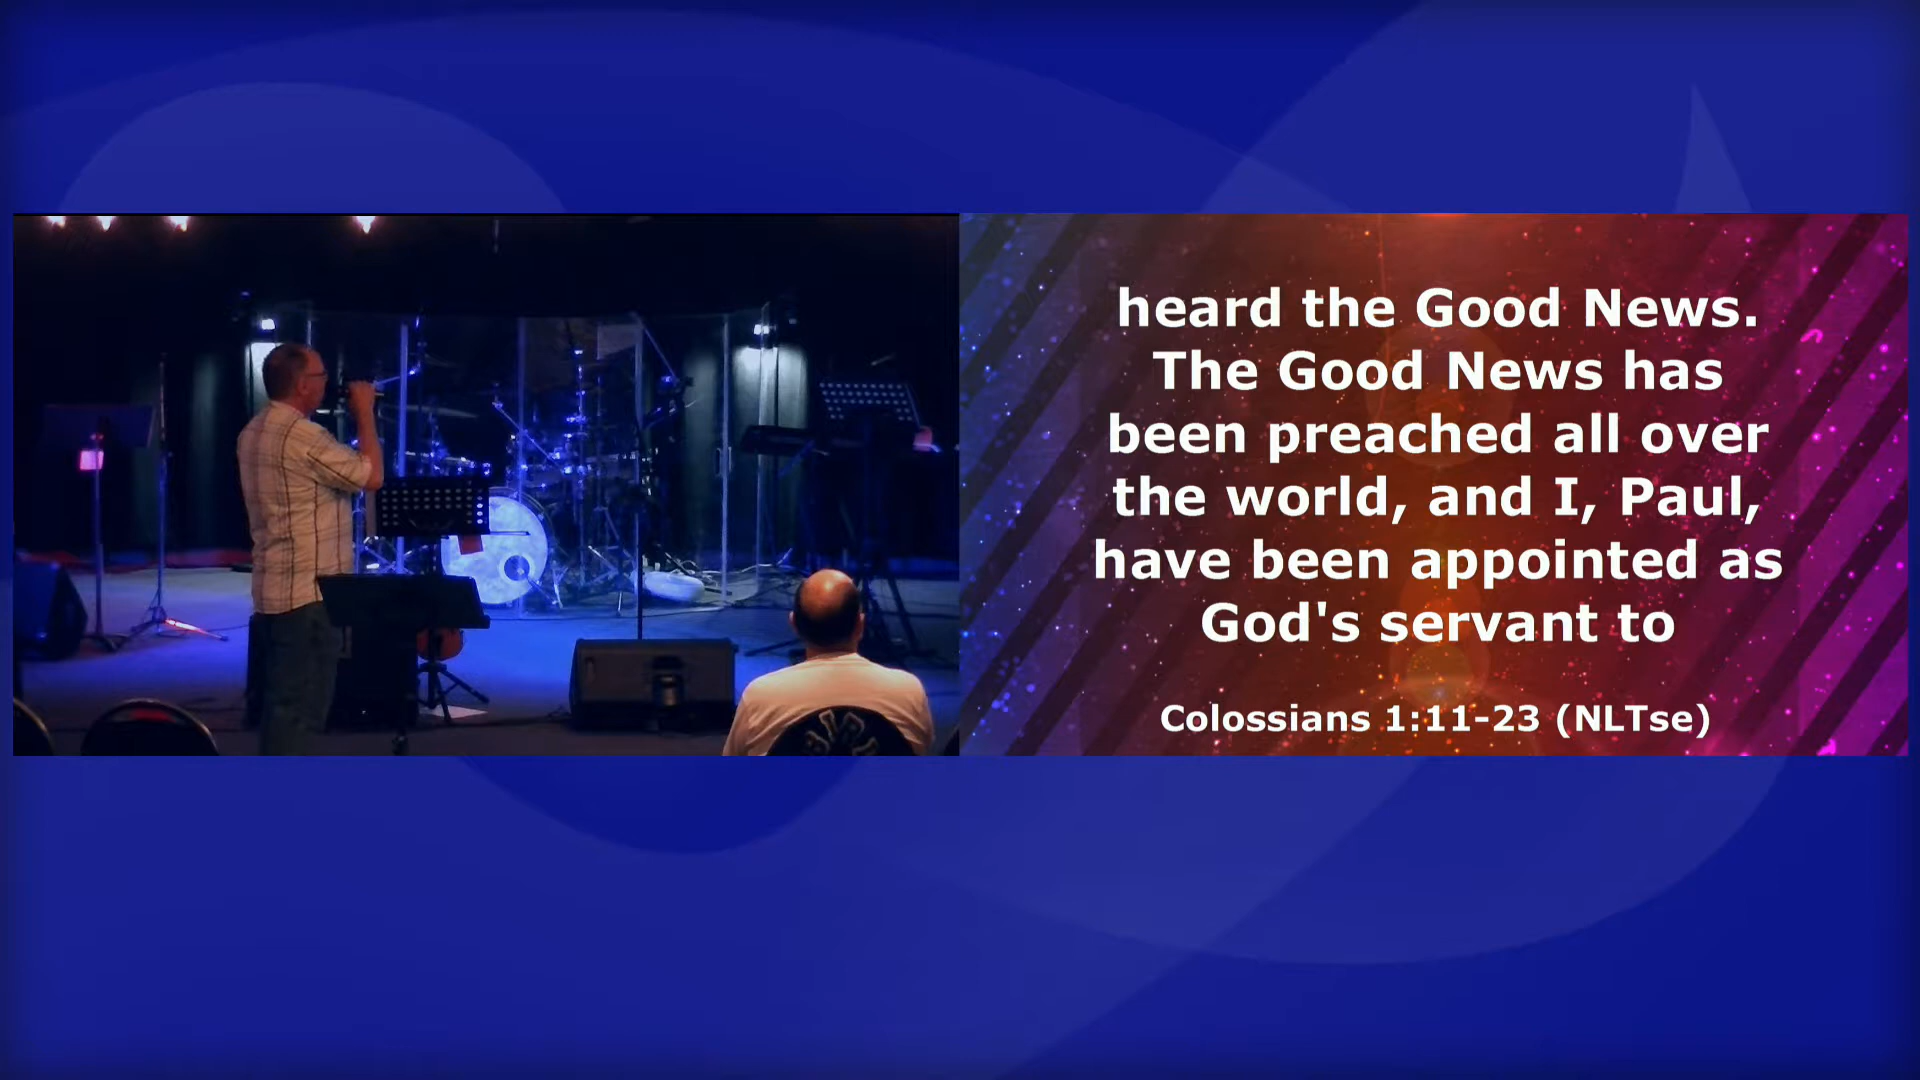 heard the Good News.
The Good News has
been preached all over
the world, and I, Paul,
have been appointed as
God's servant to
Colossians 1:11-23 (NLTse)